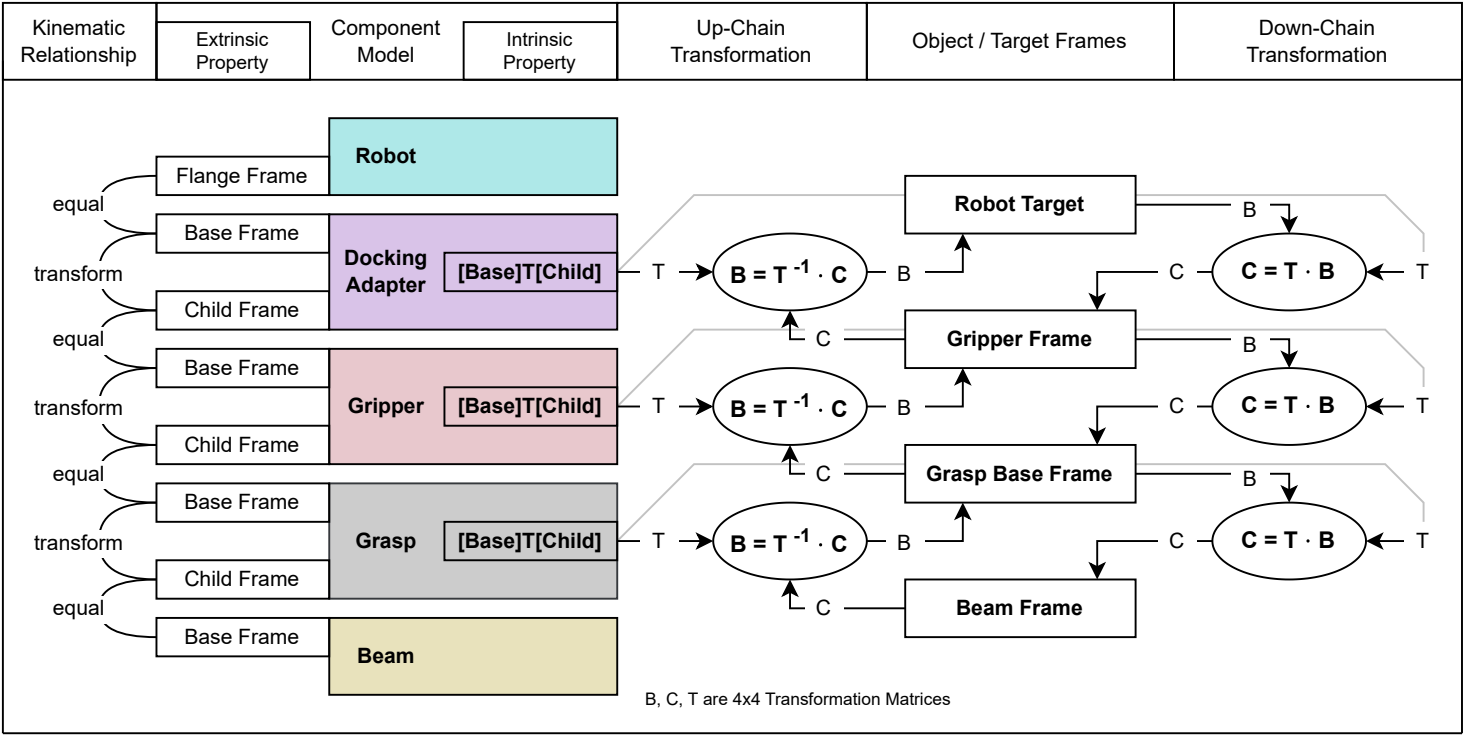 Kinematic
Relationship
Extrinsic
Property
Component
Model
Intrinsic
Property
Up-Chain
Transformation
Object / Target Frames
Down-Chain
Transformation
Robot
Flange Frame
equal
Base Frame
transform
Docking
Adapter
[Base]T[Child]
Child Frame
equal
Base Frame
transform
Gripper
[Base]T[Child]
Child Frame
equal
Base Frame
transform
Grasp
[Base]T[Child]
Child Frame
equal
Base Frame
Beam
Robot Target
B
T
B = T -1 · C
B
C
C = T · B
T
C
Gripper Frame
B
T
B = T -1 · C
B
C
C = T · B
T
C
Grasp Base Frame
B
T
B = T -1 · C
B
C
C = T · B
T
C
Beam Frame
B, C, T are 4x4 Transformation Matrices